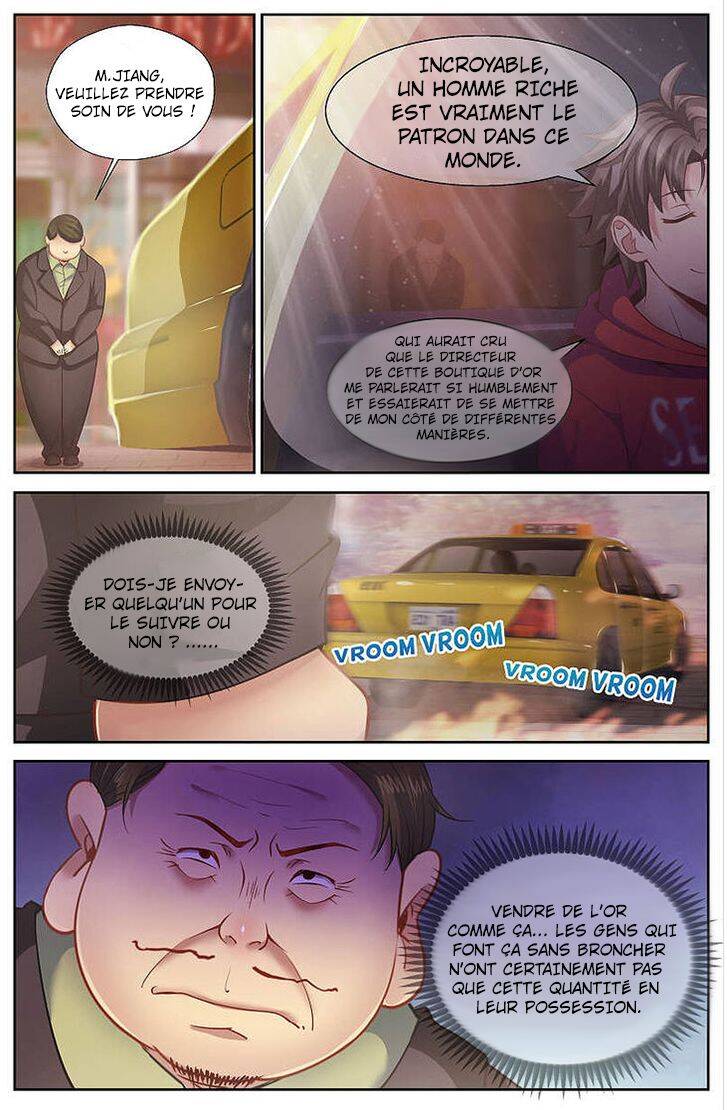 M.JIANG,
VEUILLEZ PRENDRE
SOIN DE VOUS !
INCROYABLE,
UN HOMME RICHE
EST VRAIMENT LE
PATRON DANS CE
MONDE.
QUI AURAIT CRU
QUE LE DIRECTEUR
DE CETTE BOUTIQUE D'OR
ME PARLERAIT SI HUMBLEMENT
ET ESSAIERAIT DE SE METTRE
DE MON CÔTÉ DE DIFFÉRENTES
MANIÈRES.
SE
DOIS-JE ENVOY-
ER QUELQU'UN POUR
LE SUIVRE OU
NON ? ......
VROOM VROOM
VROOM VROOM
VENDRE DE L'OR
COMME ÇA... LES GENS QUI
FONT ÇA SANS BRONCHER
N'ONT CERTAINEMENT PAS
QUE CETTE QUANTITÉ EN
LEUR POSSESSION.